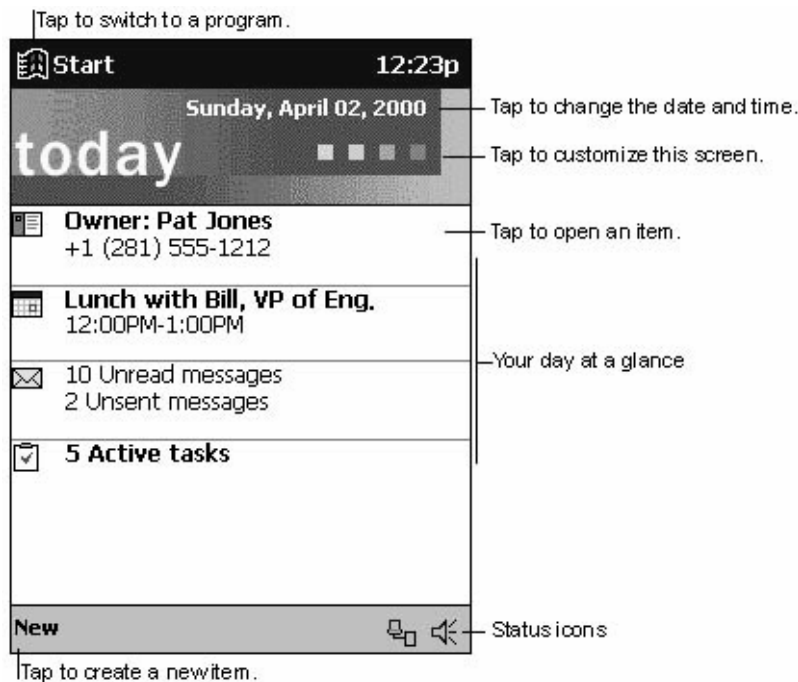 Tap to switch to a program.
Start 12:23p
Sunday, April 02, 2000
Tap to change the date and time.
today
Tap to customize this screen.
Owner: Pat Jones
+1 (281) 555-1212
Tap to open an item.
Lunch with Bill, VP of Eng.
12:00PM-1:00PM
10 Unread messages
2 Unsent messages
Your day at a glance
5 Active tasks
New
Status icons
Tap to create a new item.